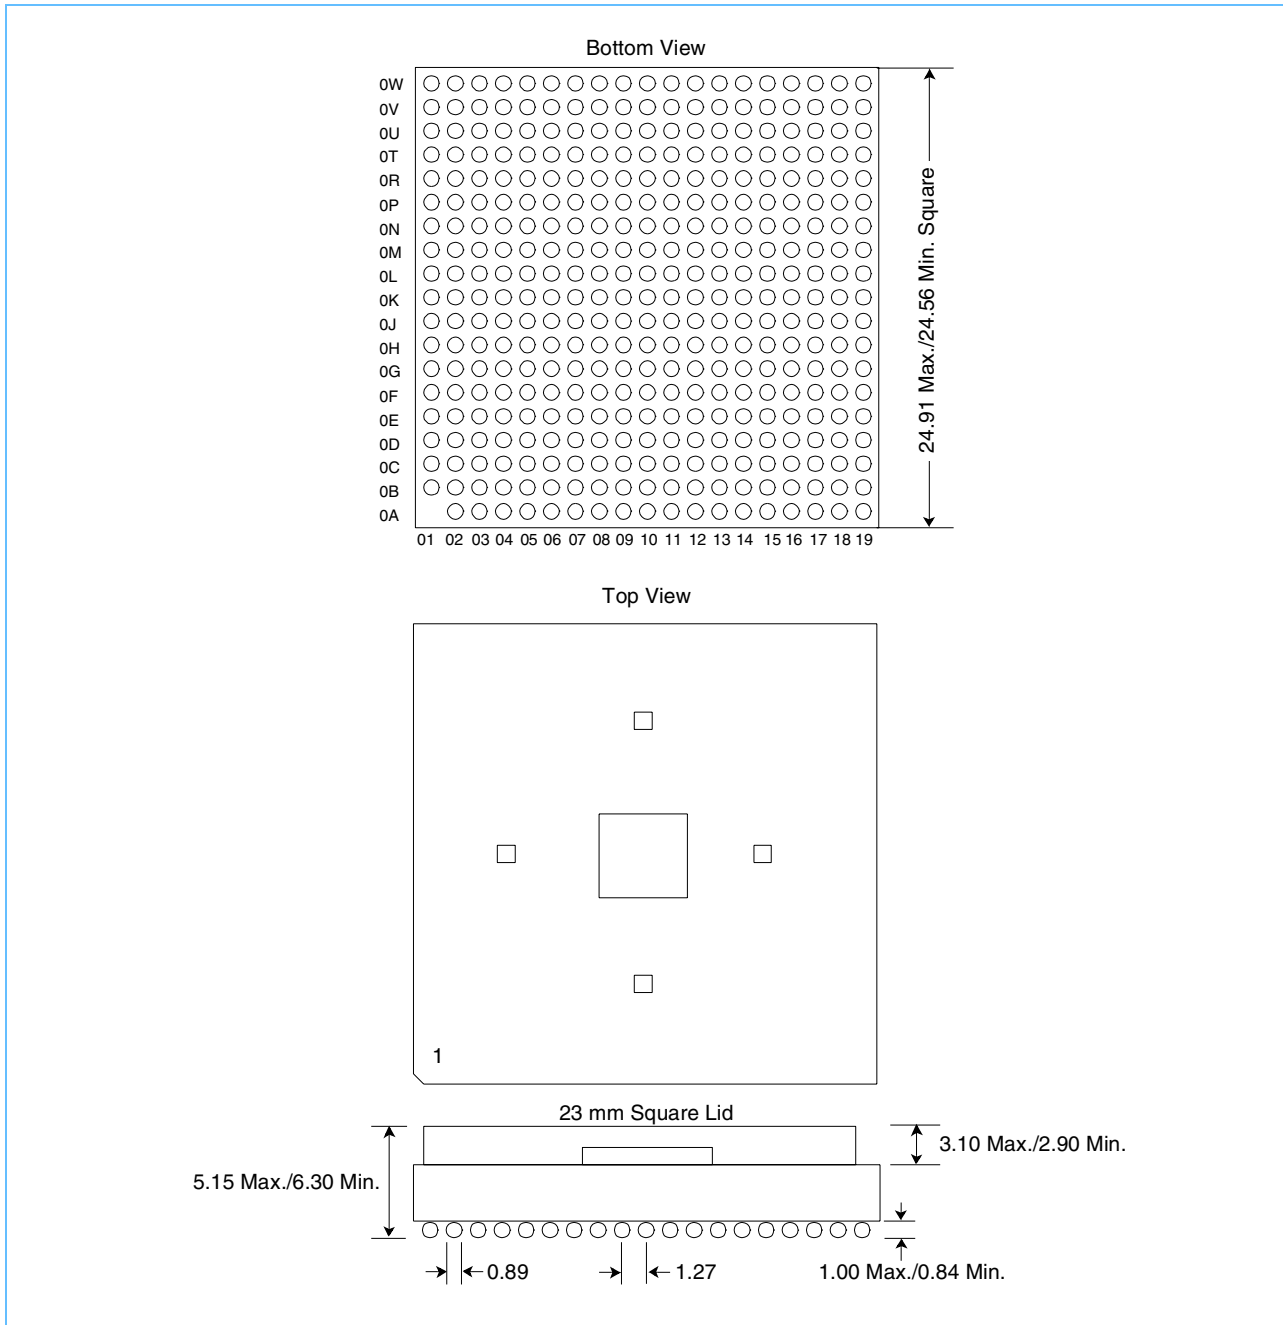 Bottom View
0W
0V
0U
0T
0R
0P
0N
0M
0L
0K
0J
0H
0G
0F
0E
0D
0C
0B
0A
01 02 03 04 05 06 07 08 09 10 11 12 13 14 15 16 17 18 19
24.91 Max./24.56 Min. Square
Top View
1
23 mm Square Lid
3.10 Max./2.90 Min.
5.15 Max./6.30 Min.
0.89
1.27
1.00 Max./0.84 Min.